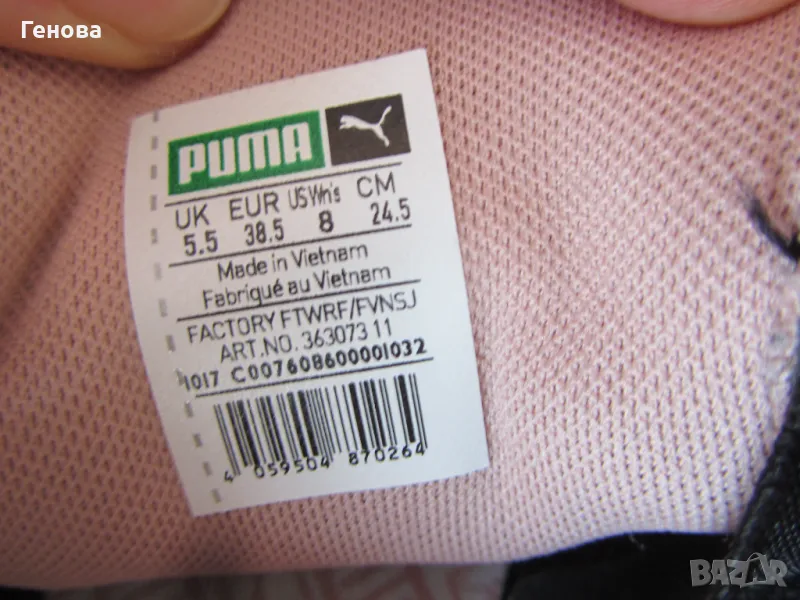 Генова
PUMA
UK EUR US Wn's CM
5.5 38.5 8 24.5
Made in Vietnam
Fabriqué au Vietnam
FACTORY FTWRF/FVNSJ
ART.NO. 363073 11
1017 C007608600001032
4 059504 870264
BAZAR